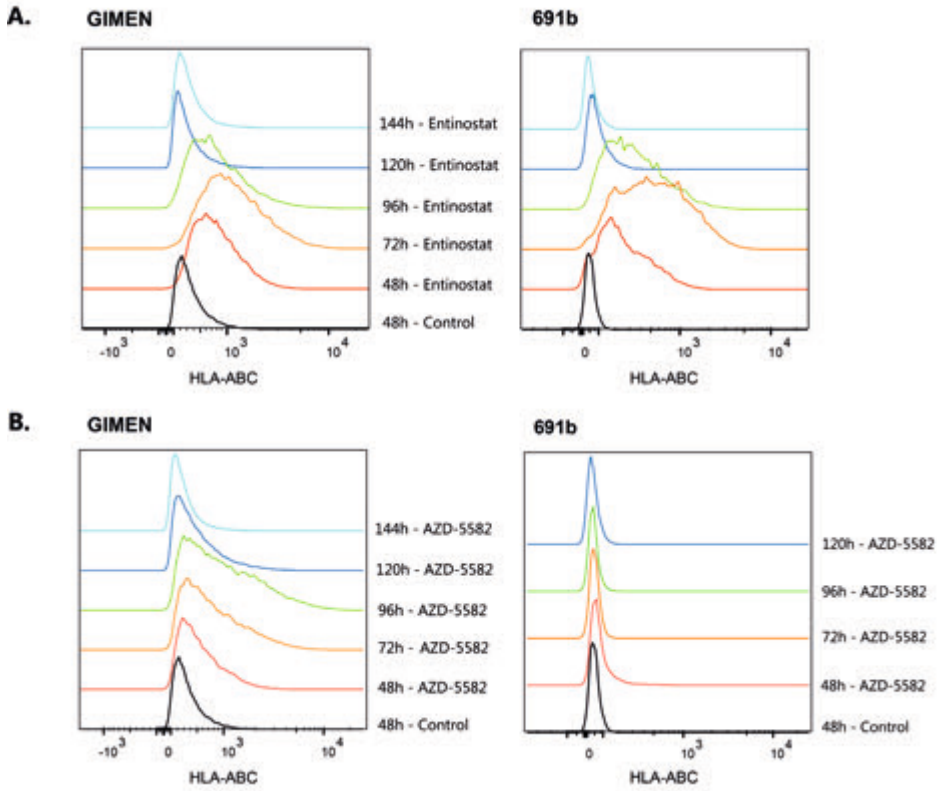 A.
GIMEN
691b
144h - Entinostat
120h - Entinostat
96h - Entinostat
72h - Entinostat
48h - Entinostat
48h - Control
-10³ 0 10³ 10⁴
HLA-ABC
0 10³ 10⁴
HLA-ABC
B.
GIMEN
691b
144h - AZD-5582
120h - AZD-5582
96h - AZD-5582
72h - AZD-5582
48h - AZD-5582
48h - Control
-10³ 0 10³ 10⁴
HLA-ABC
120h - AZD-5582
96h - AZD-5582
72h - AZD-5582
48h - AZD-5582
48h - Control
0 10³ 10⁴
HLA-ABC